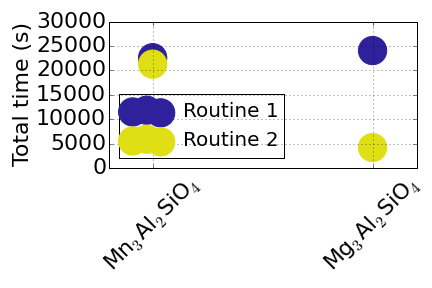 Total time (s)
30000
25000
20000
15000
10000
5000
0
Routine 1
Routine 2
Mn₃Al₂SiO₄
Mg₃Al₂SiO₄